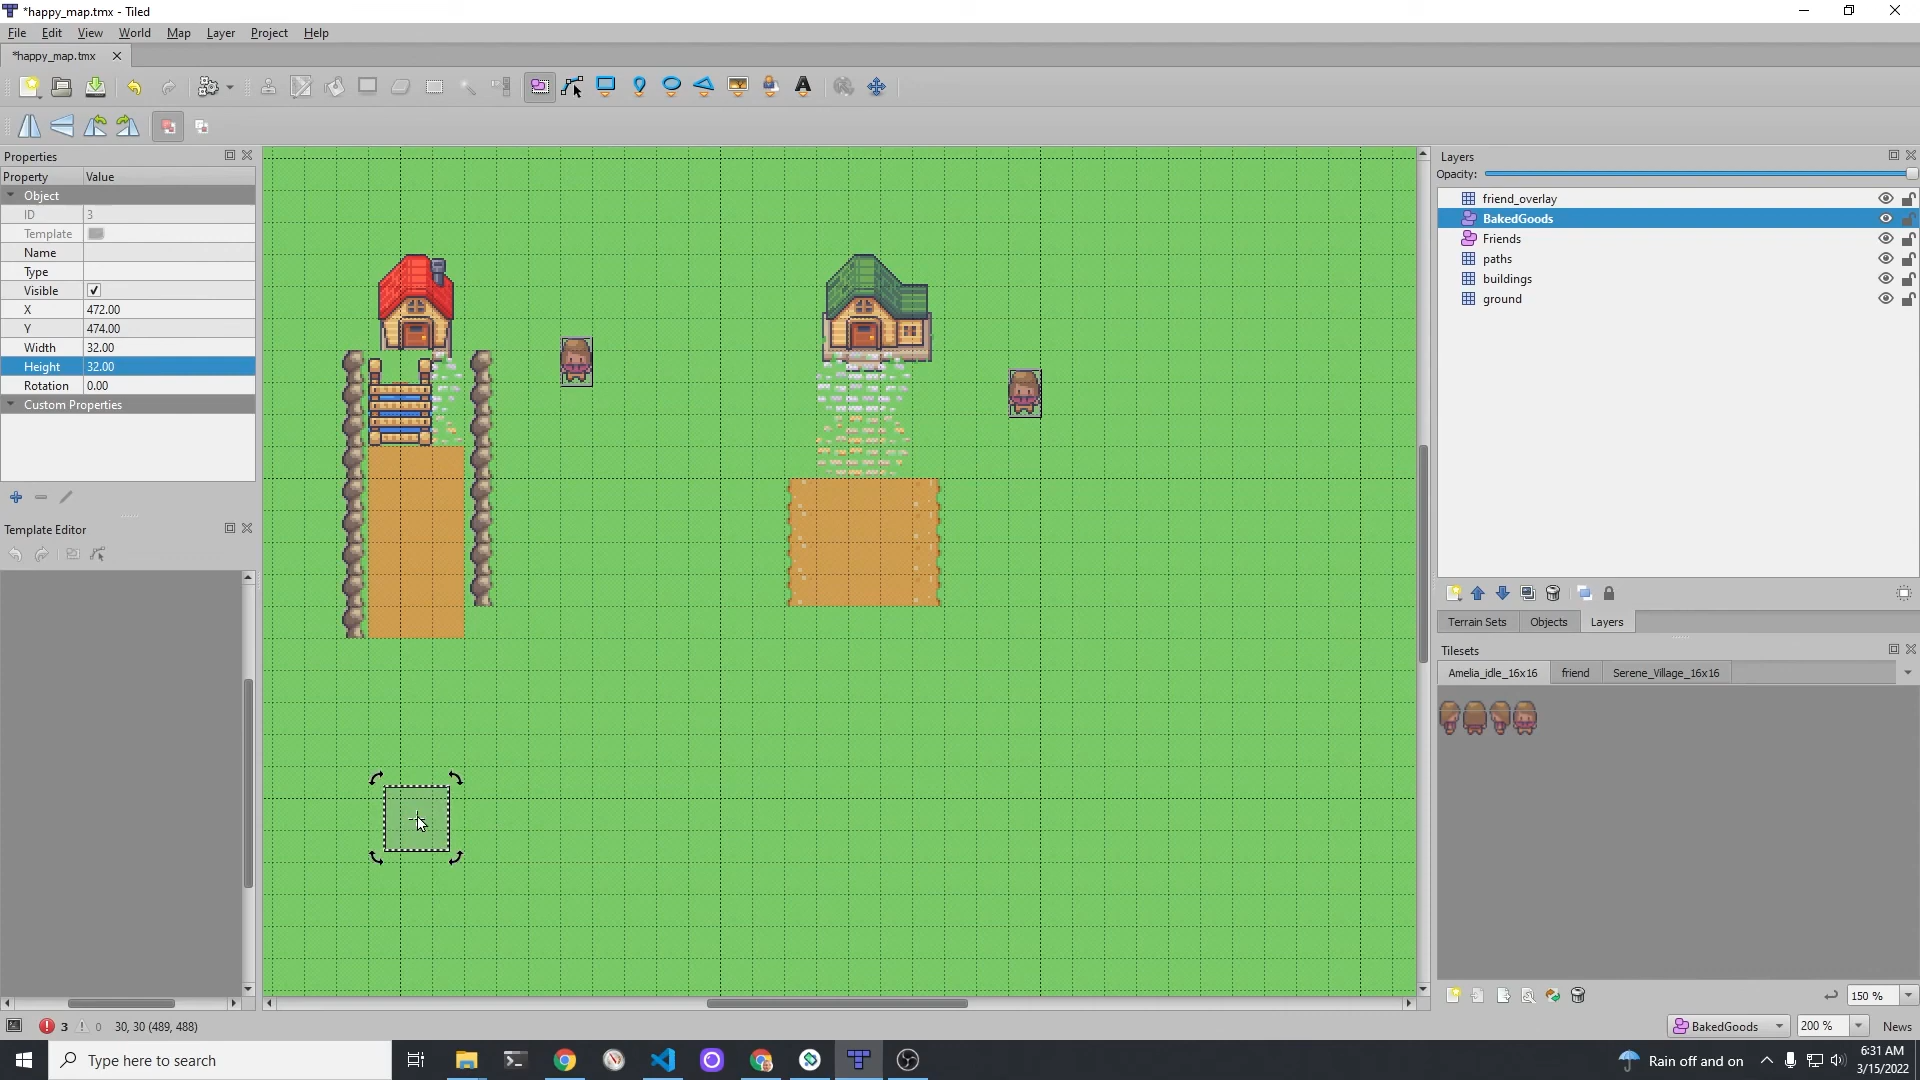 *happy_map.tmx - Tiled
File Edit View World Map Layer Project Help
*happy_map.tmx
Properties
Property Value
Object
ID 3
Template
Name
Type
Visible
X 472.00
Y 474.00
Width 32.00
Height 32.00
Rotation 0.00
Custom Properties
Template Editor
Layers
Opacity:
friend_overlay
BakedGoods
Friends
paths
buildings
ground
Terrain Sets Objects Layers
Tilesets
Amelia_idle_16x16 friend Serene_Village_16x16
150 %
3 0 30, 30 (489, 488)
BakedGoods 200 % News
Type here to search
Rain off and on
6:31 AM
3/15/2022